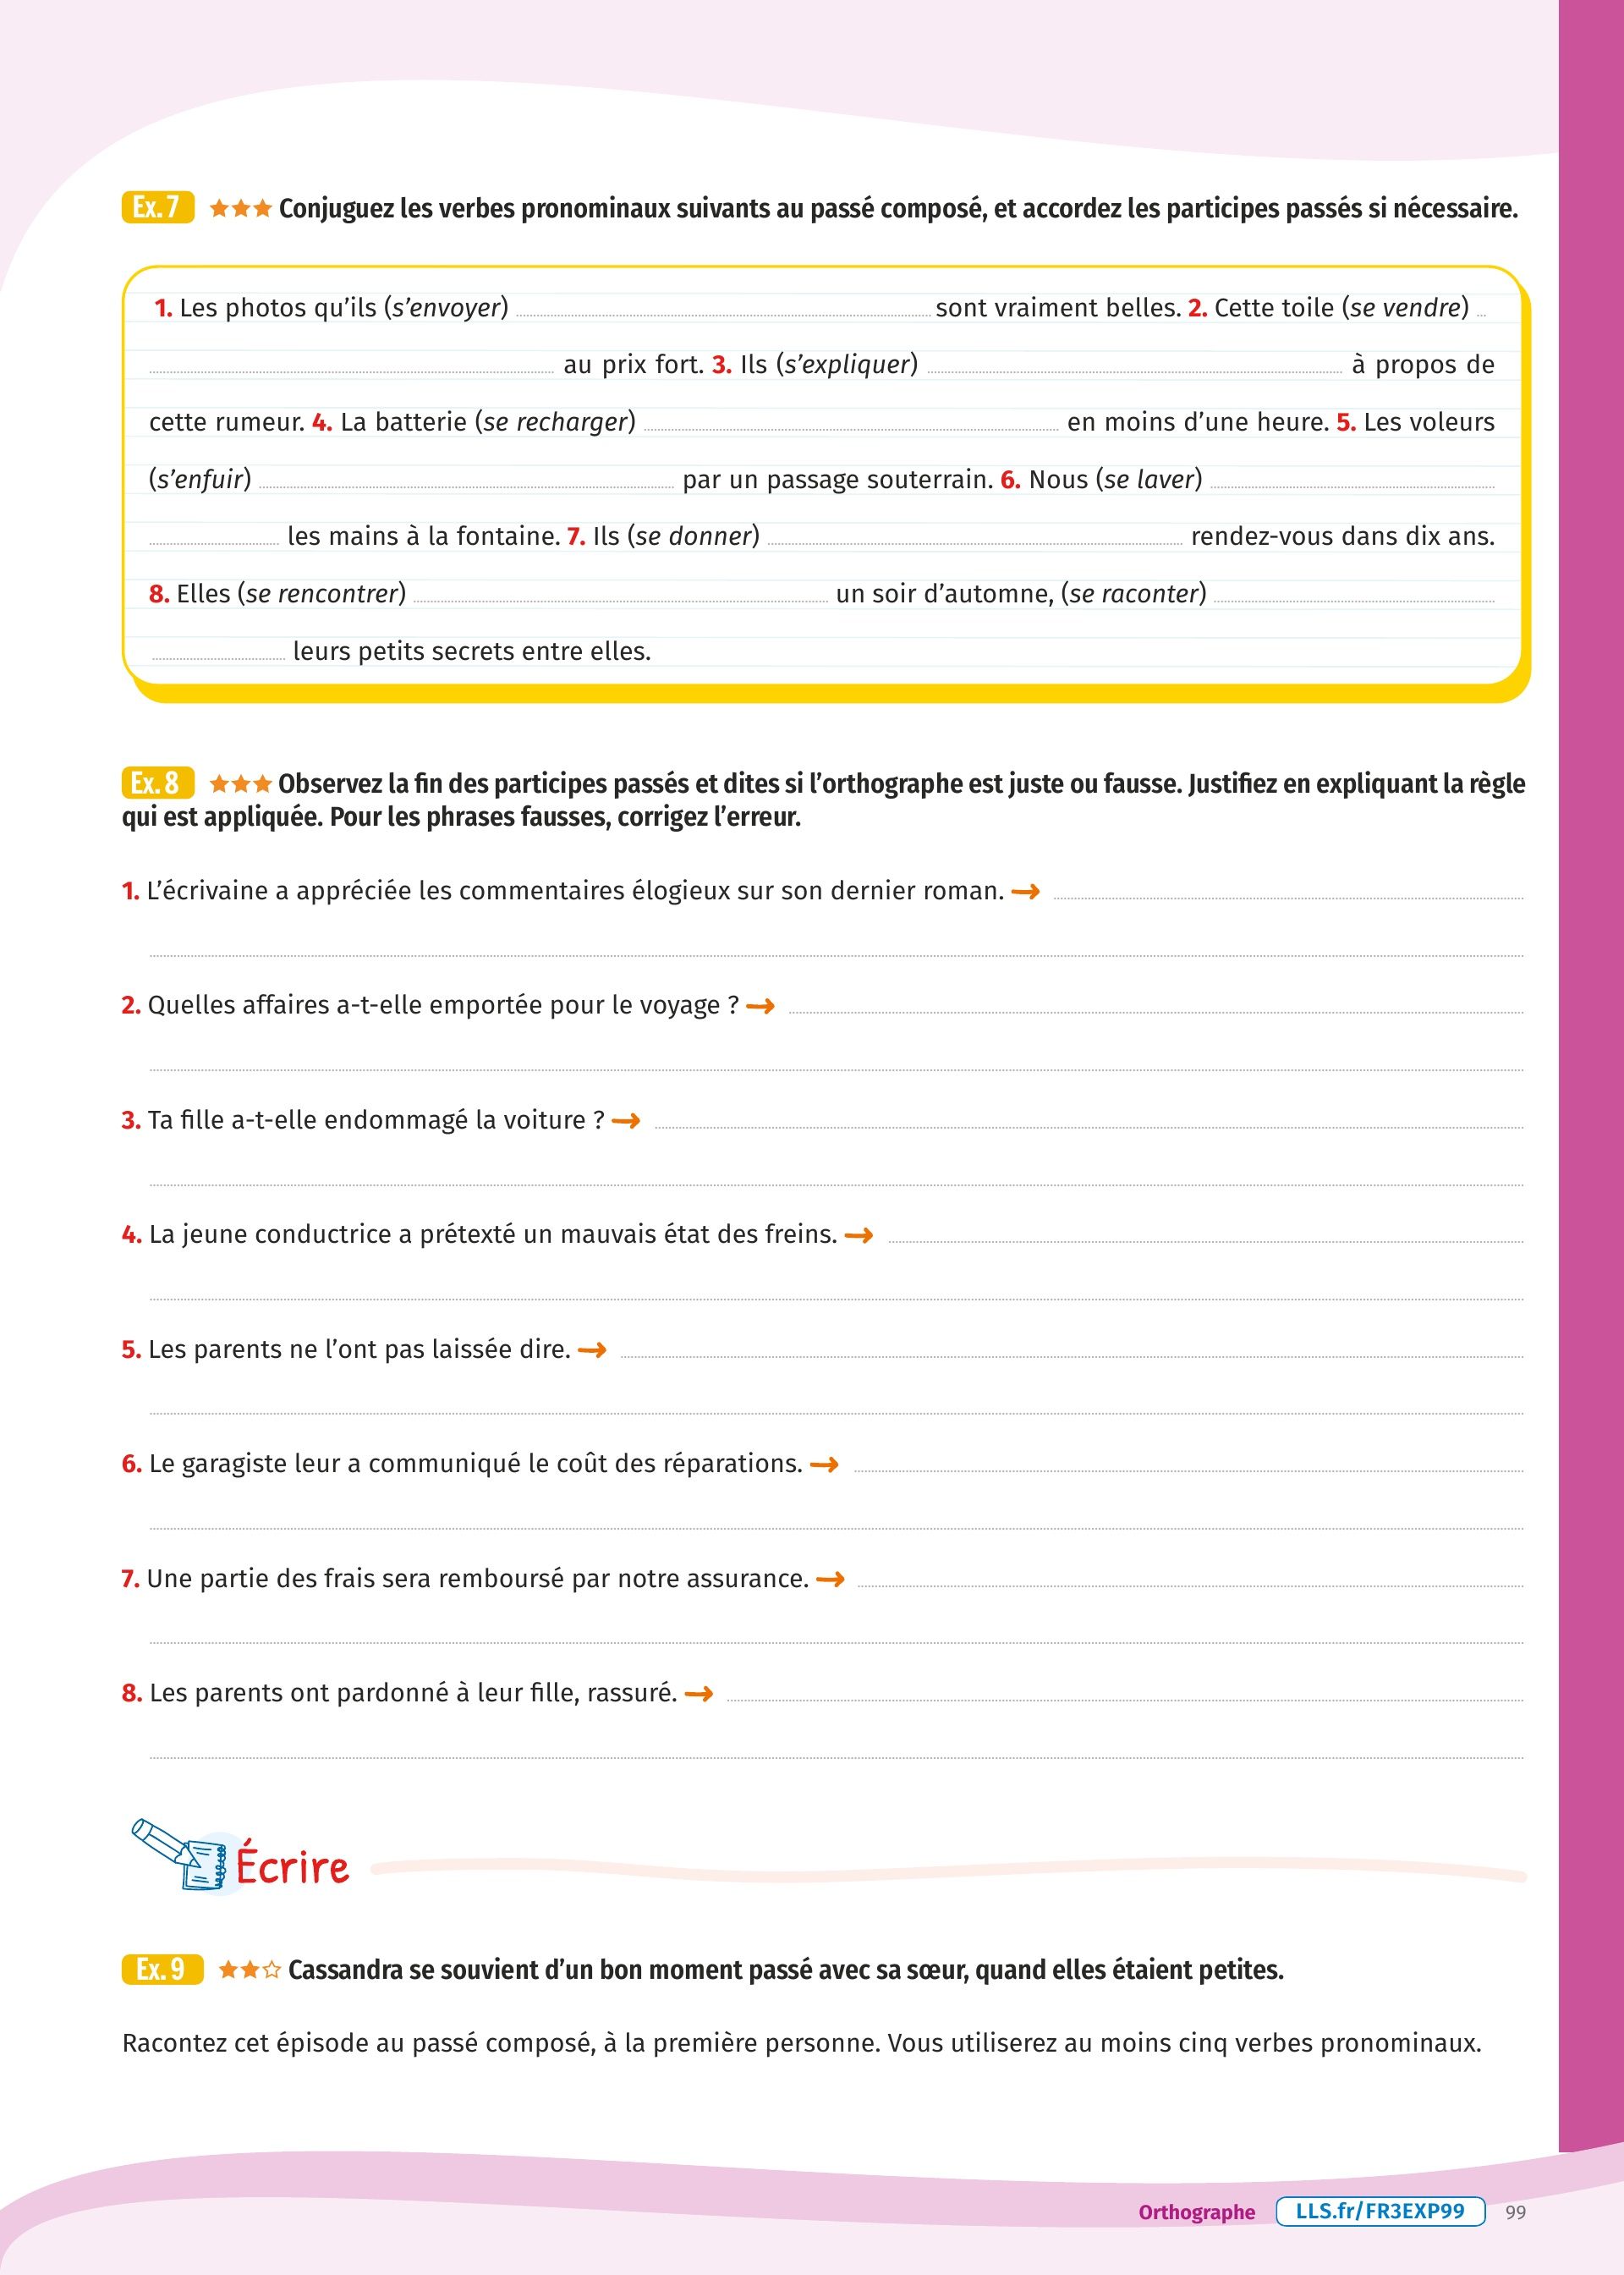 Ex. 7 ★★★ Conjuguez les verbes pronominaux suivants au passé composé, et accordez les participes passés si nécessaire.
1. Les photos qu’ils (s’envoyer) sont vraiment belles. 2. Cette toile (se vendre)
au prix fort. 3. Ils (s’expliquer) à propos de
cette rumeur. 4. La batterie (se recharger) en moins d’une heure. 5. Les voleurs
(s’enfuir) par un passage souterrain. 6. Nous (se laver)
les mains à la fontaine. 7. Ils (se donner) rendez-vous dans dix ans.
8. Elles (se rencontrer) un soir d’automne, (se raconter)
leurs petits secrets entre elles.
Ex. 8 ★★★ Observez la fin des participes passés et dites si l’orthographe est juste ou fausse. Justifiez en expliquant la règle
qui est appliquée. Pour les phrases fausses, corrigez l’erreur.
1. L’écrivaine a appréciée les commentaires élogieux sur son dernier roman. →
2. Quelles affaires a-t-elle emportée pour le voyage ? →
3. Ta fille a-t-elle endommagé la voiture ? →
4. La jeune conductrice a prétexté un mauvais état des freins. →
5. Les parents ne l’ont pas laissée dire. →
6. Le garagiste leur a communiqué le coût des réparations. →
7. Une partie des frais sera remboursé par notre assurance. →
8. Les parents ont pardonné à leur fille, rassuré. →
Écrire
Ex. 9 ★★☆ Cassandra se souvient d’un bon moment passé avec sa sœur, quand elles étaient petites.
Racontez cet épisode au passé composé, à la première personne. Vous utiliserez au moins cinq verbes pronominaux.
Orthographe LLS.fr/FR3EXP99 99